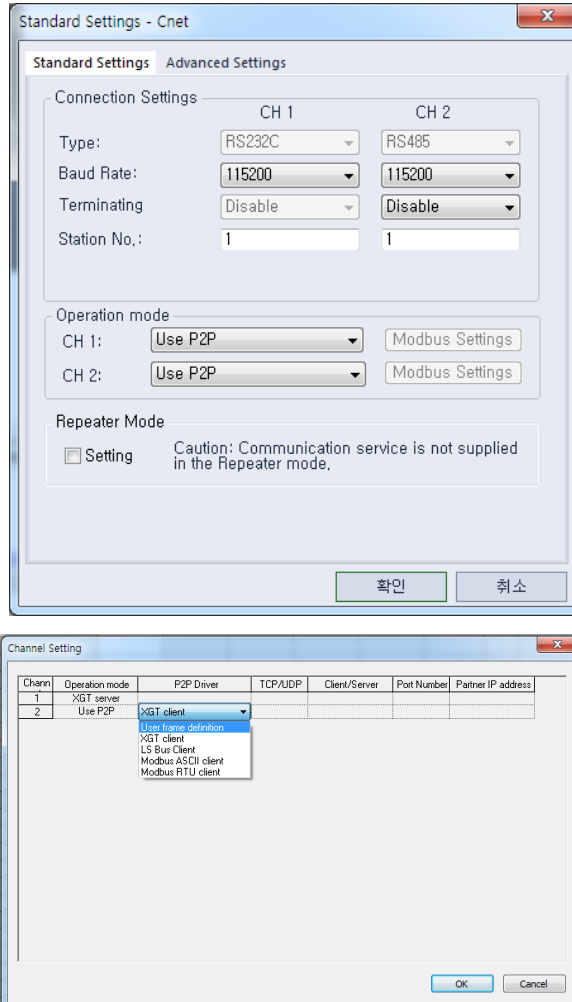 Standard Settings - Cnet
Standard Settings Advanced Settings
Connection Settings
CH 1 CH 2
Type: RS232C RS485
Baud Rate: 115200 115200
Terminating Disable Disable
Station No.: 1 1
Operation mode
CH 1: Use P2P Modbus Settings
CH 2: Use P2P Modbus Settings
Repeater Mode
Setting Caution: Communication service is not supplied
in the Repeater mode,
확인 취소
Channel Setting
Chann Operation mode P2P Driver TCP/UDP Client/Server Port Number Partner IP address
1 XGT server
2 Use P2P XGT client
User frame definition
XGT client
LS Bus Client
Modbus ASCII client
Modbus RTU client
OK Cancel